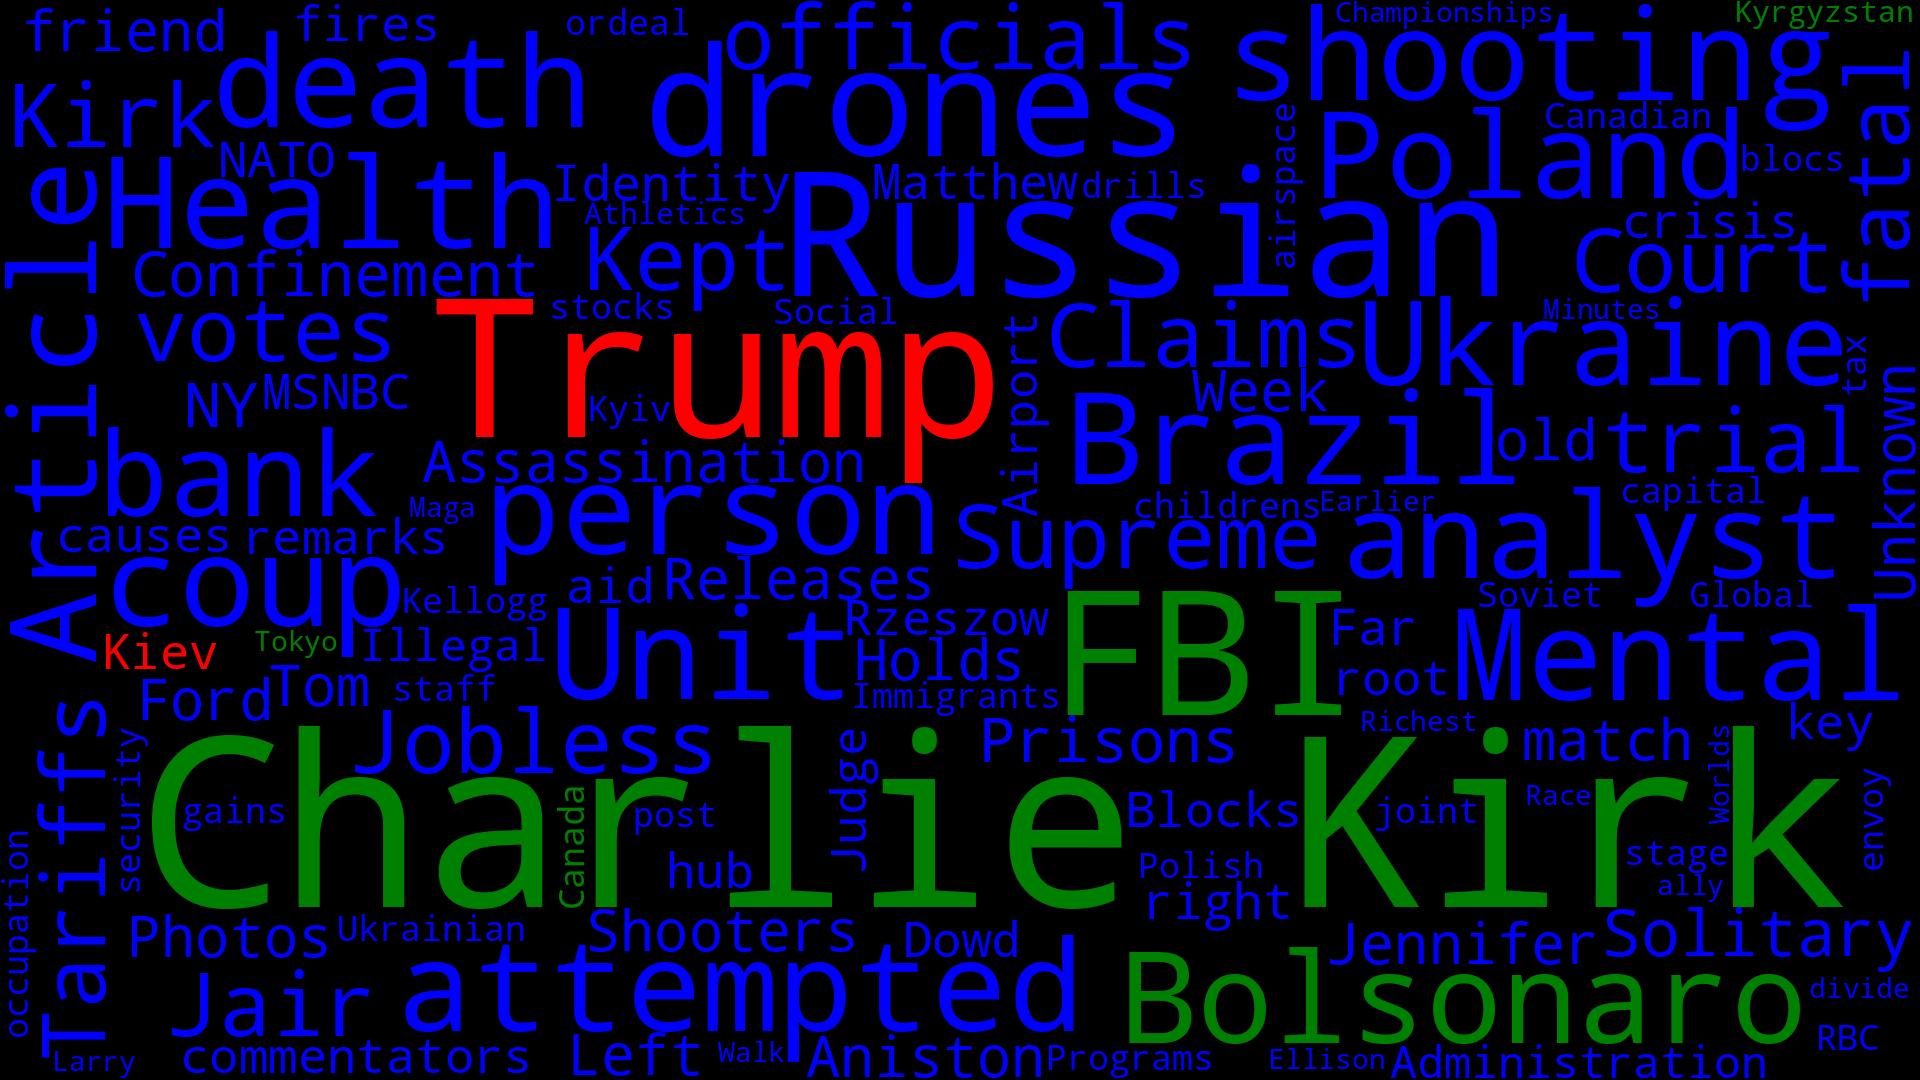 friend
fires
ordeal
officials
Championships
Kyrgyzstan
death
drones
shooting
Kirk
Canadian
fatal
Article
NATO
Health
Identity
Matthew
drills
airspace
Poland
blocs
Athletics
Russian
crisis
Confinement
Kept
Court
votes
Trump
stocks
Social
Airport
Claims
Ukraine
Minutes
tax
NY
MSNBC
Kyiv
Week
Unknown
bank
Assassination
Brazil
old
trial
Maga
person
childrens
Earlier
capital
causes
remarks
Supreme
analyst
coup
Kellogg
aid
Releases
Soviet
Global
Kiev
Tokyo
Illegal
Unit
Rzeszow
FBI
Far
Mental
Holds
Ford
Tom
staff
Immigrants
root
Tariffs
security
Jobless
Judge
Prisons
Richest
match
Worlds
key
Charlie Kirk
gains
Canada
post
Blocks
joint
Race
envoy
occupation
hub
Polish
stage
right
ally
Photos
Ukrainian
Shooters
Dowd
Jennifer
Solitary
Jair
attempted
Bolsonaro
divide
RBC
Larry
commentators
Left
Walk
Aniston
Programs
Ellison
Administration